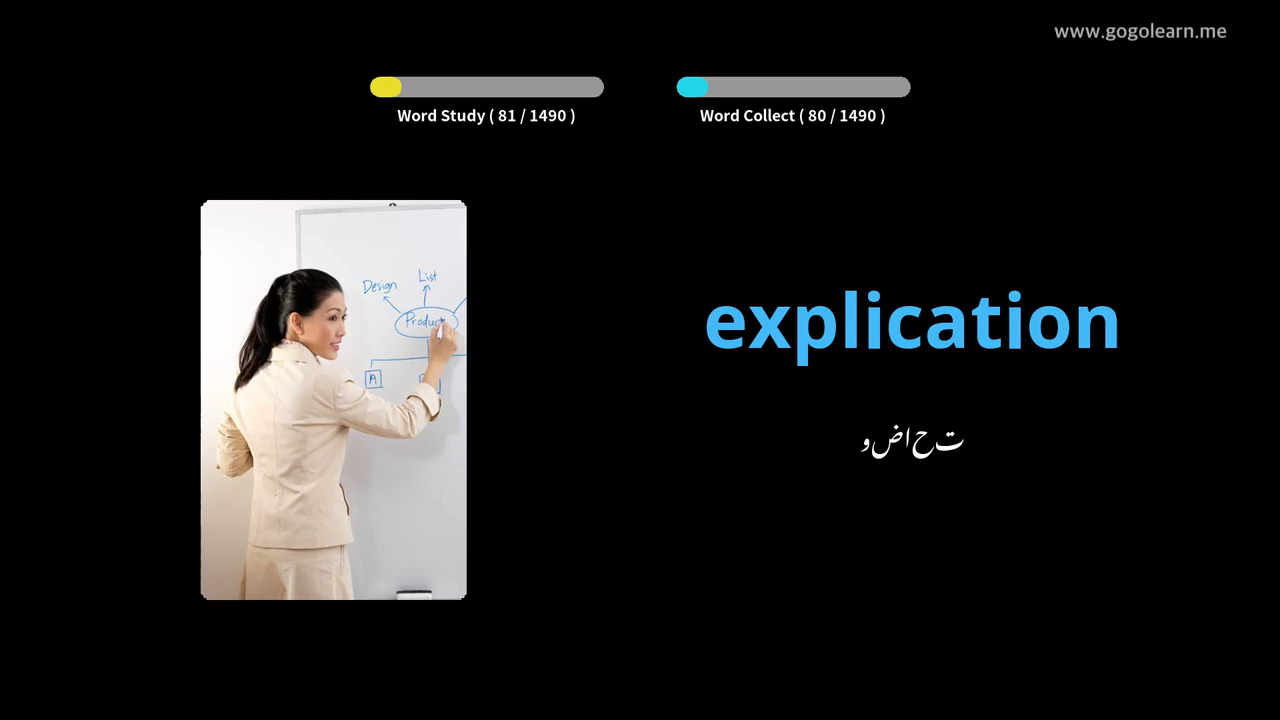 www.gogolearn.me
Word Study ( 81 / 1490 )
Word Collect ( 80 / 1490 )
Design
List
Product
A
explication
ت ح ا ض و